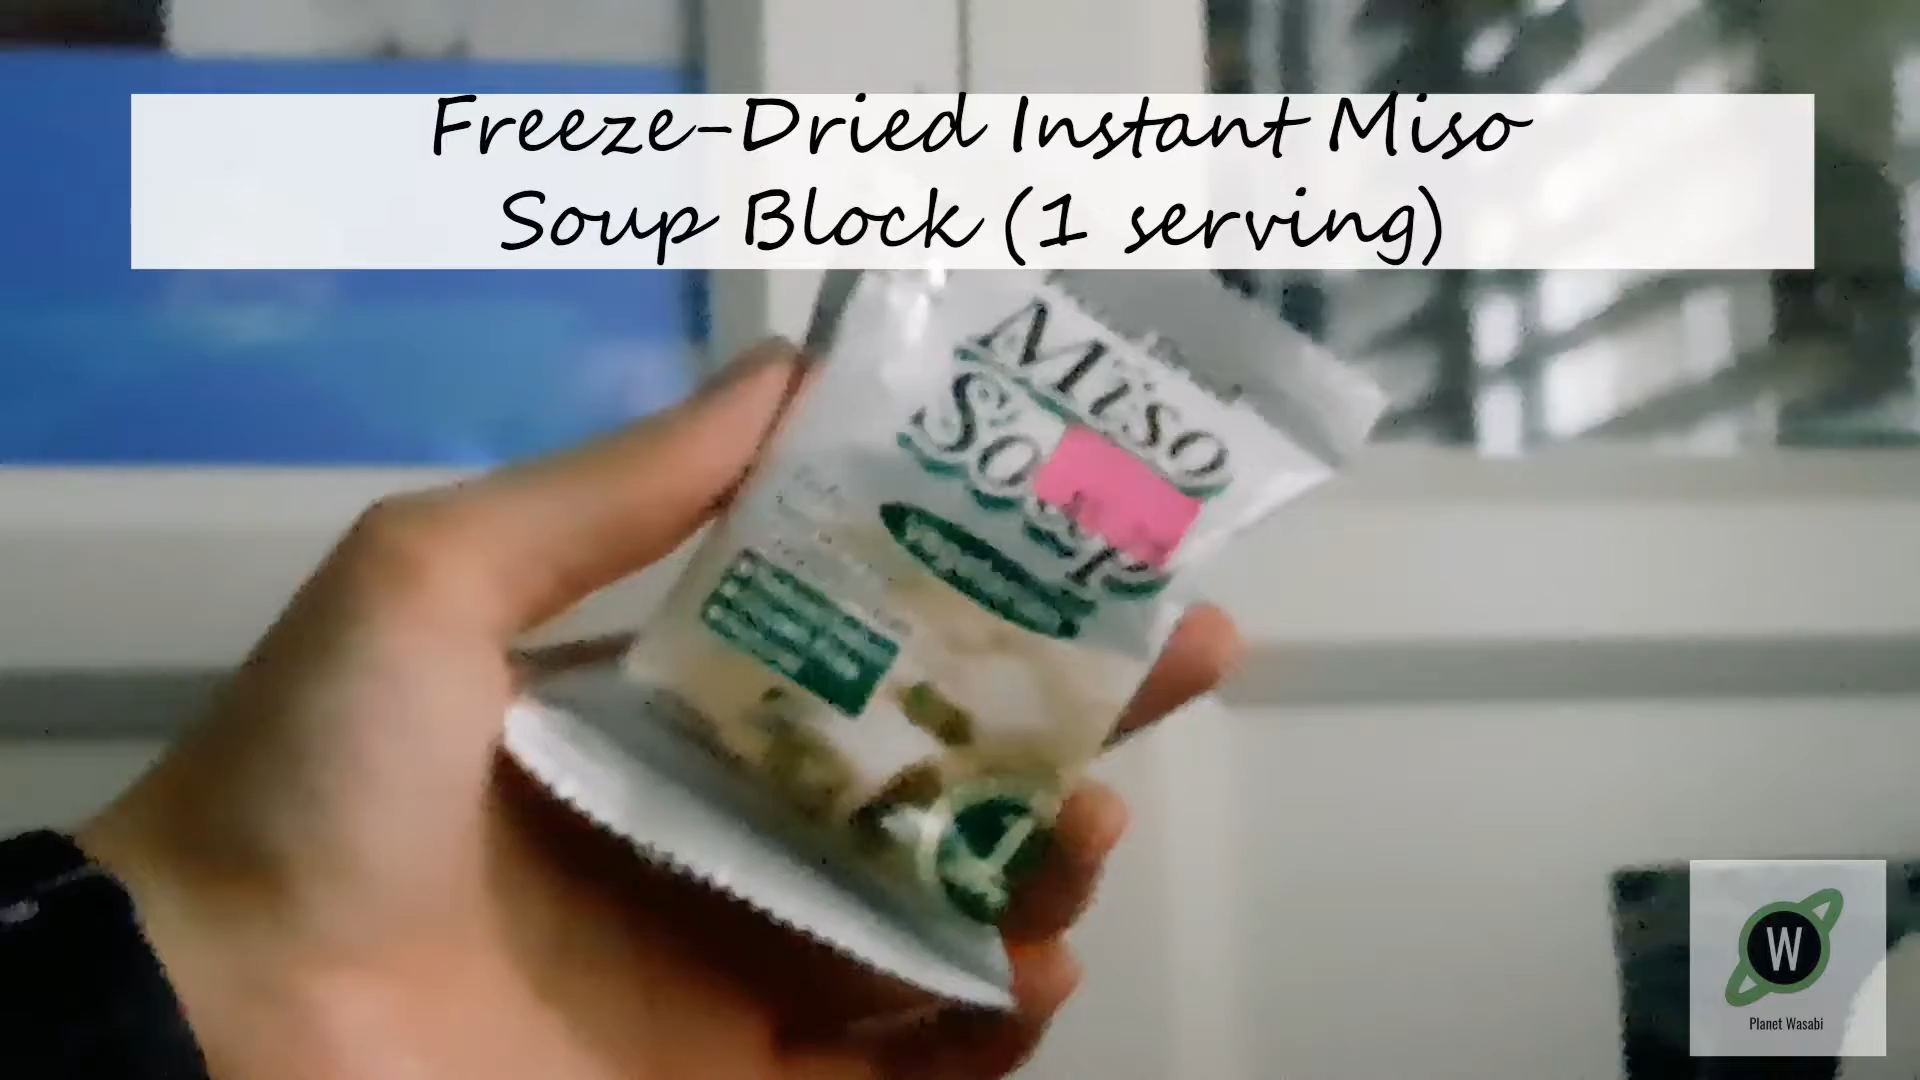 Freeze-Dried Instant Miso
Soup Block (1 serving)
Miso
Soup
W
Planet Wasabi